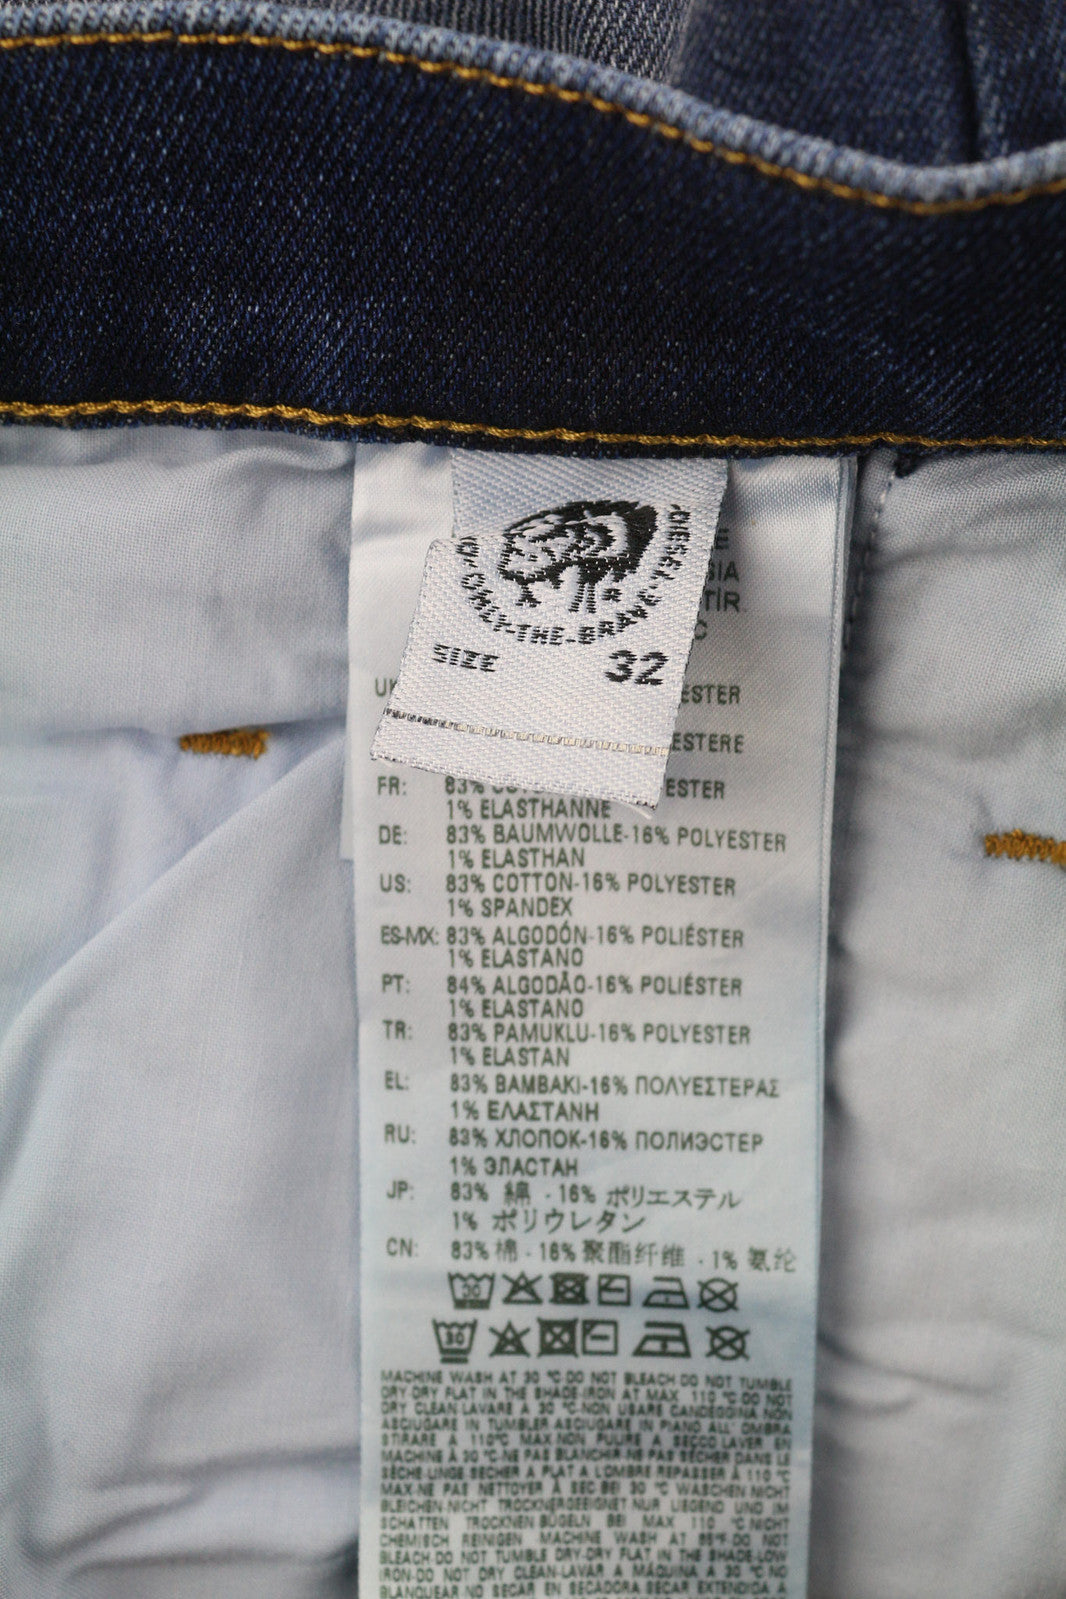 DIESEL
ONLY-THE-BRAVE
SIZE 32
E
SIA
TİR
C
ESTER
ESTERE
FR: 83% ESTER
1% ELASTHANNE
DE: 83% BAUMWOLLE-16% POLYESTER
1% ELASTHAN
US: 83% COTTON-16% POLYESTER
1% SPANDEX
ES-MX: 83% ALGODÓN-16% POLIÉSTER
1% ELASTANO
PT: 84% ALGODÃO-16% POLIÉSTER
1% ELASTANO
TR: 83% PAMUKLU-16% POLYESTER
1% ELASTAN
EL: 83% ΒΑΜΒΑΚΙ-16% ΠΟΛΥΕΣΤΕΡΑΣ
1% ΕΛΑΣΤΑΝΗ
RU: 83% ХЛОПОК-16% ПОЛИЭСТЕР
1% ЭЛАСТАН
JP: 83% 綿 - 16% ポリエステル
1% ポリウレタン
CN: 83% 棉 - 16% 聚酯纤维 - 1% 氨纶
30
30
MACHINE WASH AT 30 °C-DO NOT BLEACH-DO NOT TUMBLE
DRY-DRY FLAT IN THE SHADE-IRON AT MAX 110 °C-DO NOT
DRY CLEAN-LAVARE A 30 °C-NON USARE CANDEGGINA NON
ASCIUGARE IN TUMBLER-ASCIUGARE IN PIANO ALL' OMBRA
STIRARE A 110°C MAX-NON PULIRE A SECCO-LAVER EN
MACHINE À 30 °C-NE PAS BLANCHIR-NE PAS SÉCHER DANS LE
SÈCHE-LINGE-SÉCHER A PLAT A L'OMBRE-REPASSER À 110 °C
MAX-NE PAS NETTOYER À SEC-BEI 30 °C WASCHEN-NICHT
BLEICHEN-NICHT TROCKNERGEEIGNET-NUR LIEGEND UND IM
SCHATTEN TROCKNEN-BÜGELN BEI MAX 110 °C-NICHT
CHEMISCH REINIGEN -MACHINE WASH AT 85°F-DO NOT
BLEACH-DO NOT TUMBLE DRY-DRY FLAT IN THE SHADE-LOW
IRON-DO NOT DRY CLEAN-LAVAR A MÁQUINA A 30 °C-NO
BLANQUEAR-NO SECAR EN SECADORA-SECAR EXTENDIDA A